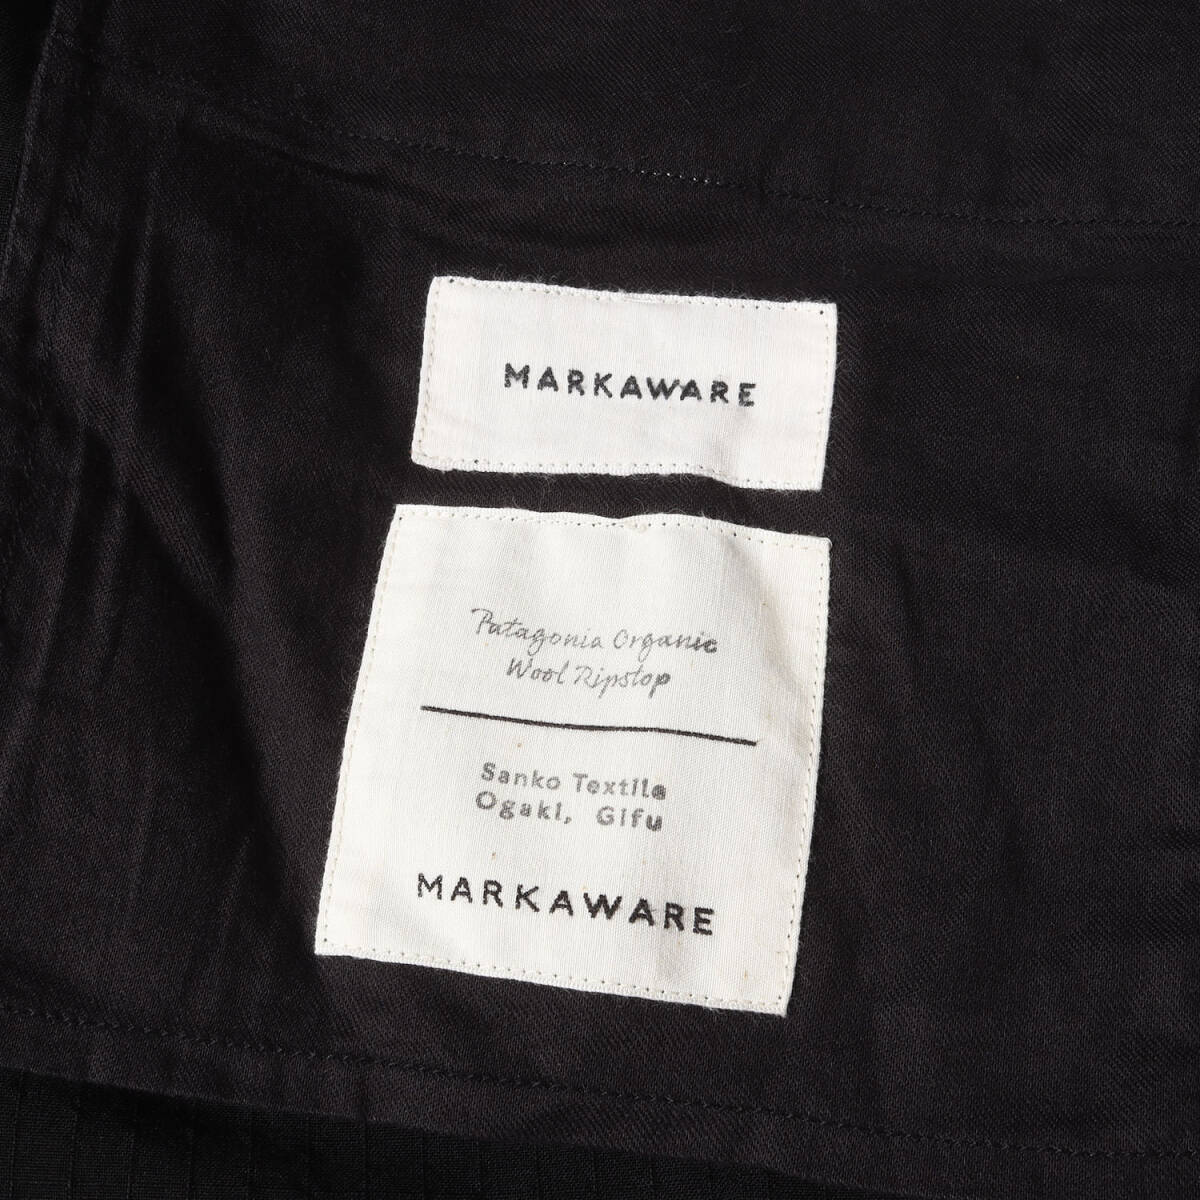 MARKAWARE
Patagonia Organic
Wool Ripstop
Sanko Textile
Ogaki, Gifu
MARKAWARE